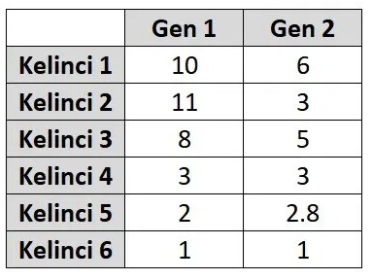 Gen 1 Gen 2
Kelinci 1 10 6
Kelinci 2 11 3
Kelinci 3 8 5
Kelinci 4 3 3
Kelinci 5 2 2.8
Kelinci 6 1 1